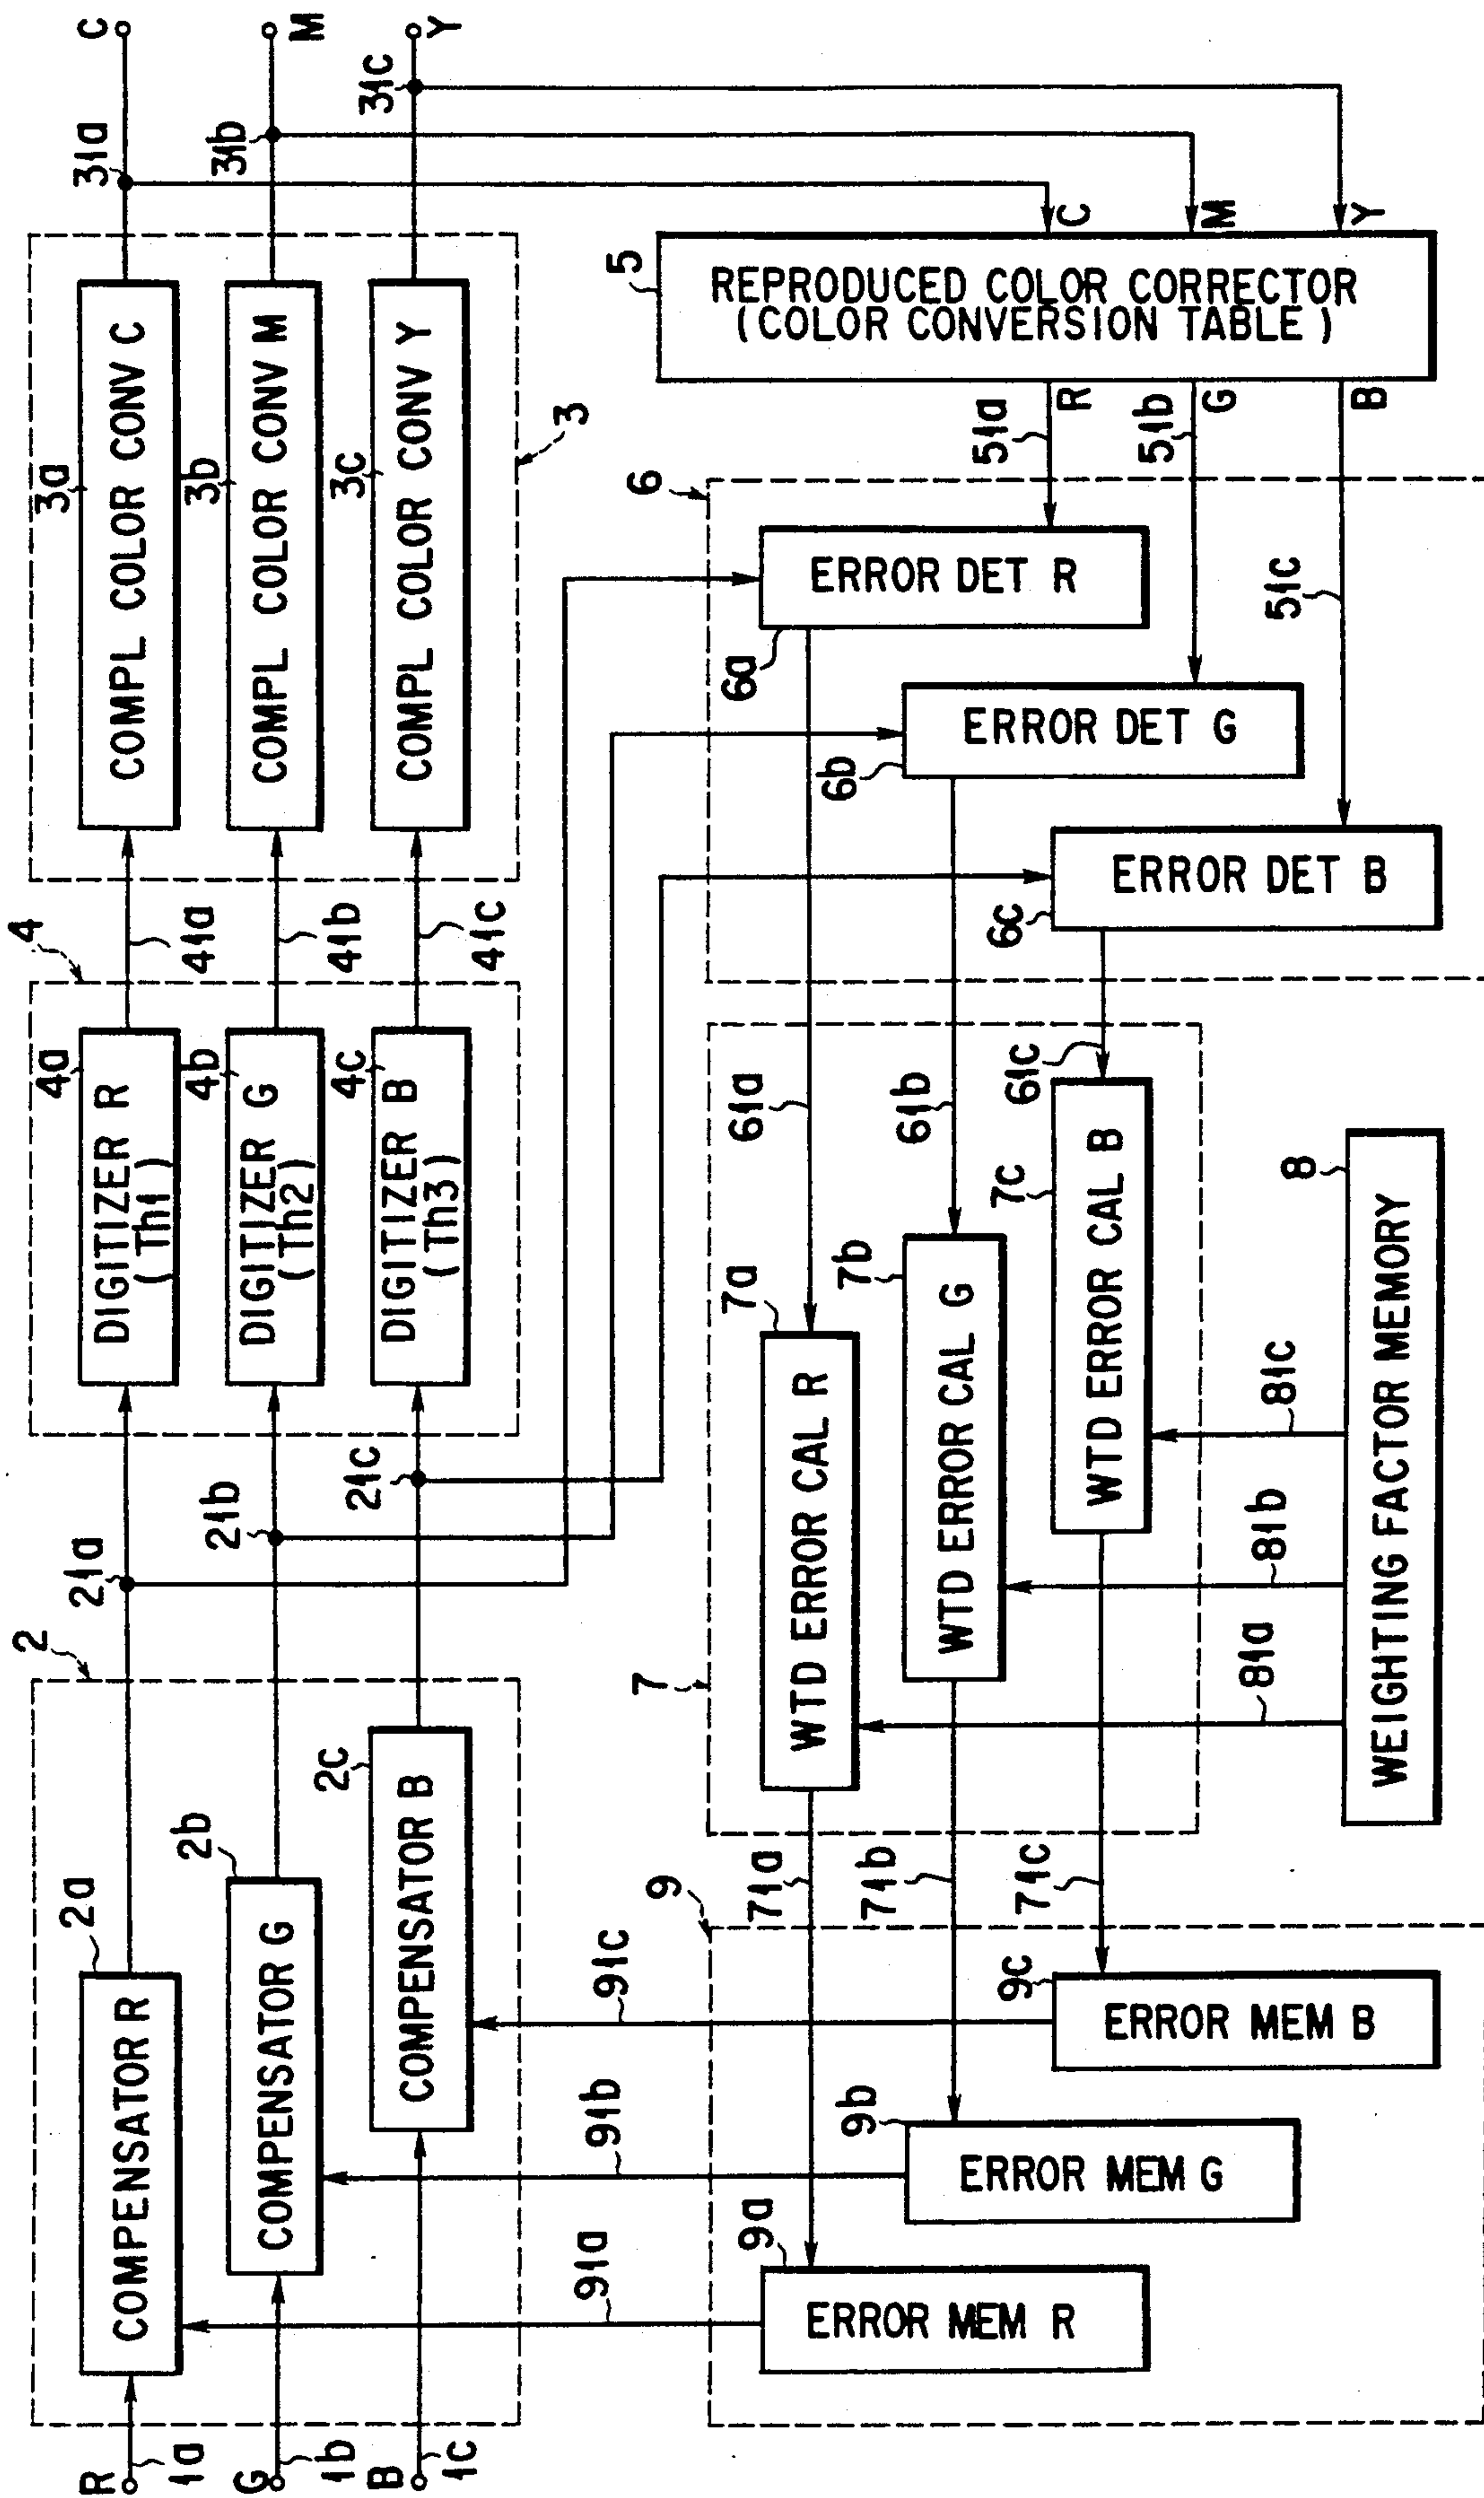 R
1a
G
1b
B
1c
2
2a
COMPENSATOR R
2b
COMPENSATOR G
2c
COMPENSATOR B
21a
21b
21c
4
4a
DIGITIZER R
(Th1)
4b
DIGITIZER G
(Th2)
4c
DIGITIZER B
(Th3)
41a
41b
41c
3a
COMPL COLOR CONV C
3b
COMPL COLOR CONV M
3c
COMPL COLOR CONV Y
3
31a
C
31b
M
31c
Y
9
91a
91b
91c
9a
ERROR MEM R
9b
ERROR MEM G
9c
ERROR MEM B
71a
71b
71c
7
7a
WTD ERROR CAL R
7b
WTD ERROR CAL G
7c
WTD ERROR CAL B
81a
81b
81c
8
WEIGHTING FACTOR MEMORY
61a
61b
61c
6
6a
ERROR DET R
6b
ERROR DET G
6c
ERROR DET B
51a
R
51b
G
51c
B
5
REPRODUCED COLOR CORRECTOR
(COLOR CONVERSION TABLE)
C
M
Y